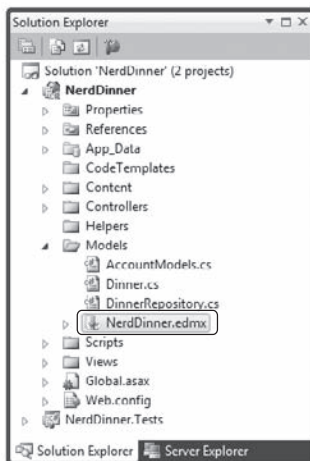 Solution Explorer
Solution 'NerdDinner' (2 projects)
NerdDinner
Properties
References
App_Data
CodeTemplates
Content
Controllers
Helpers
Models
AccountModels.cs
Dinner.cs
DinnerRepository.cs
NerdDinner.edmx
Scripts
Views
Global.asax
Web.config
NerdDinner.Tests
Solution Explorer Server Explorer